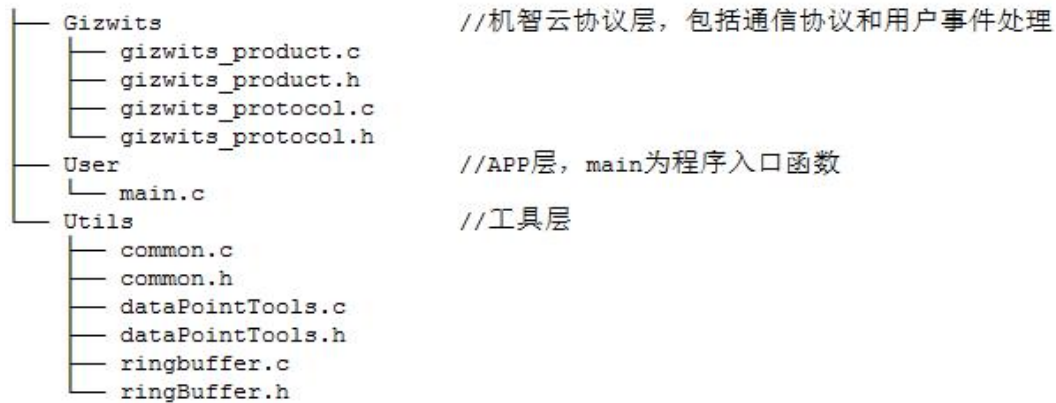 ├── Gizwits //机智云协议层，包括通信协议和用户事件处理
│   ├── gizwits_product.c
│   ├── gizwits_product.h
│   ├── gizwits_protocol.c
│   └── gizwits_protocol.h
├── User //APP层，main为程序入口函数
│   └── main.c
└── Utils //工具层
    ├── common.c
    ├── common.h
    ├── dataPointTools.c
    ├── dataPointTools.h
    ├── ringbuffer.c
    └── ringBuffer.h